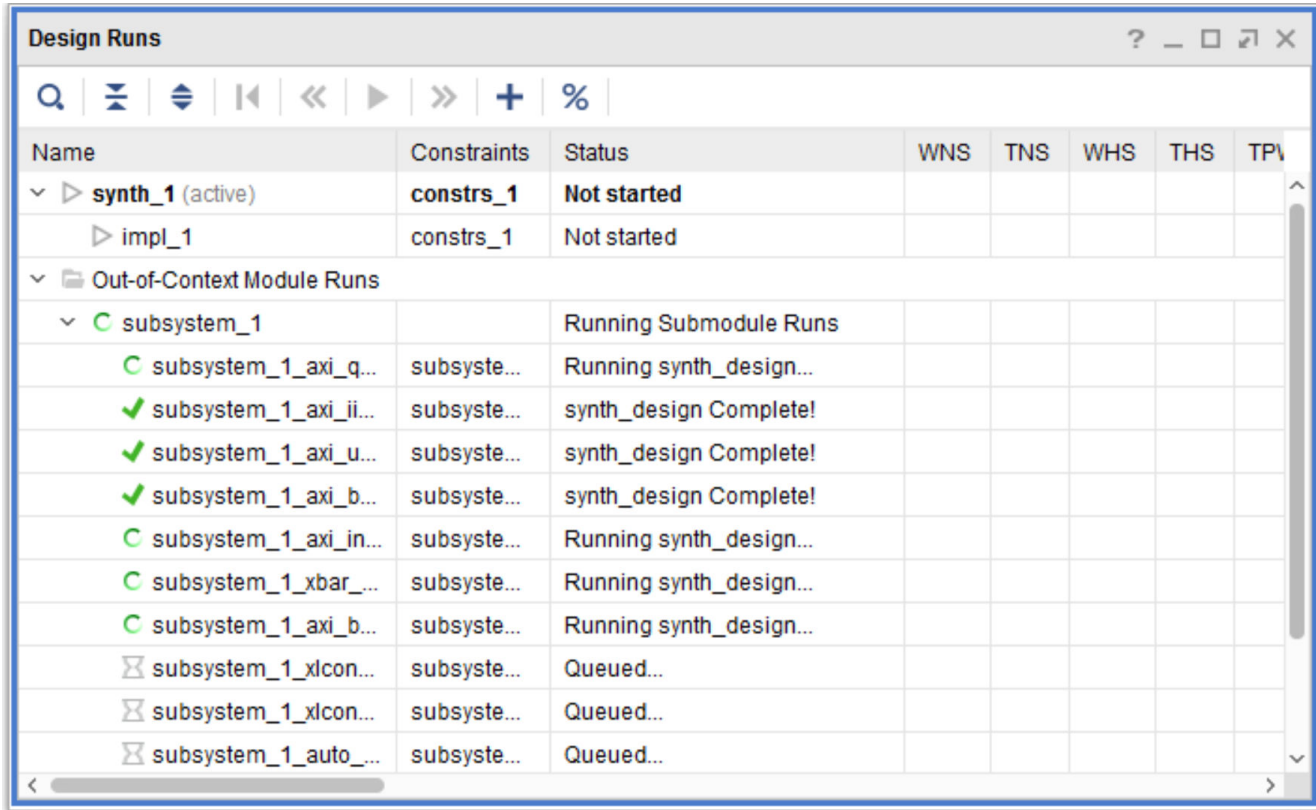 Design Runs
Name Constraints Status WNS TNS WHS THS TPW
synth_1 (active) constrs_1 Not started
impl_1 constrs_1 Not started
Out-of-Context Module Runs
subsystem_1 Running Submodule Runs
subsystem_1_axi_q... subsyste... Running synth_design...
subsystem_1_axi_ii... subsyste... synth_design Complete!
subsystem_1_axi_u... subsyste... synth_design Complete!
subsystem_1_axi_b... subsyste... synth_design Complete!
subsystem_1_axi_in... subsyste... Running synth_design...
subsystem_1_xbar_... subsyste... Running synth_design...
subsystem_1_axi_b... subsyste... Running synth_design...
subsystem_1_xlcon... subsyste... Queued...
subsystem_1_xlcon... subsyste... Queued...
subsystem_1_auto_... subsyste... Queued...